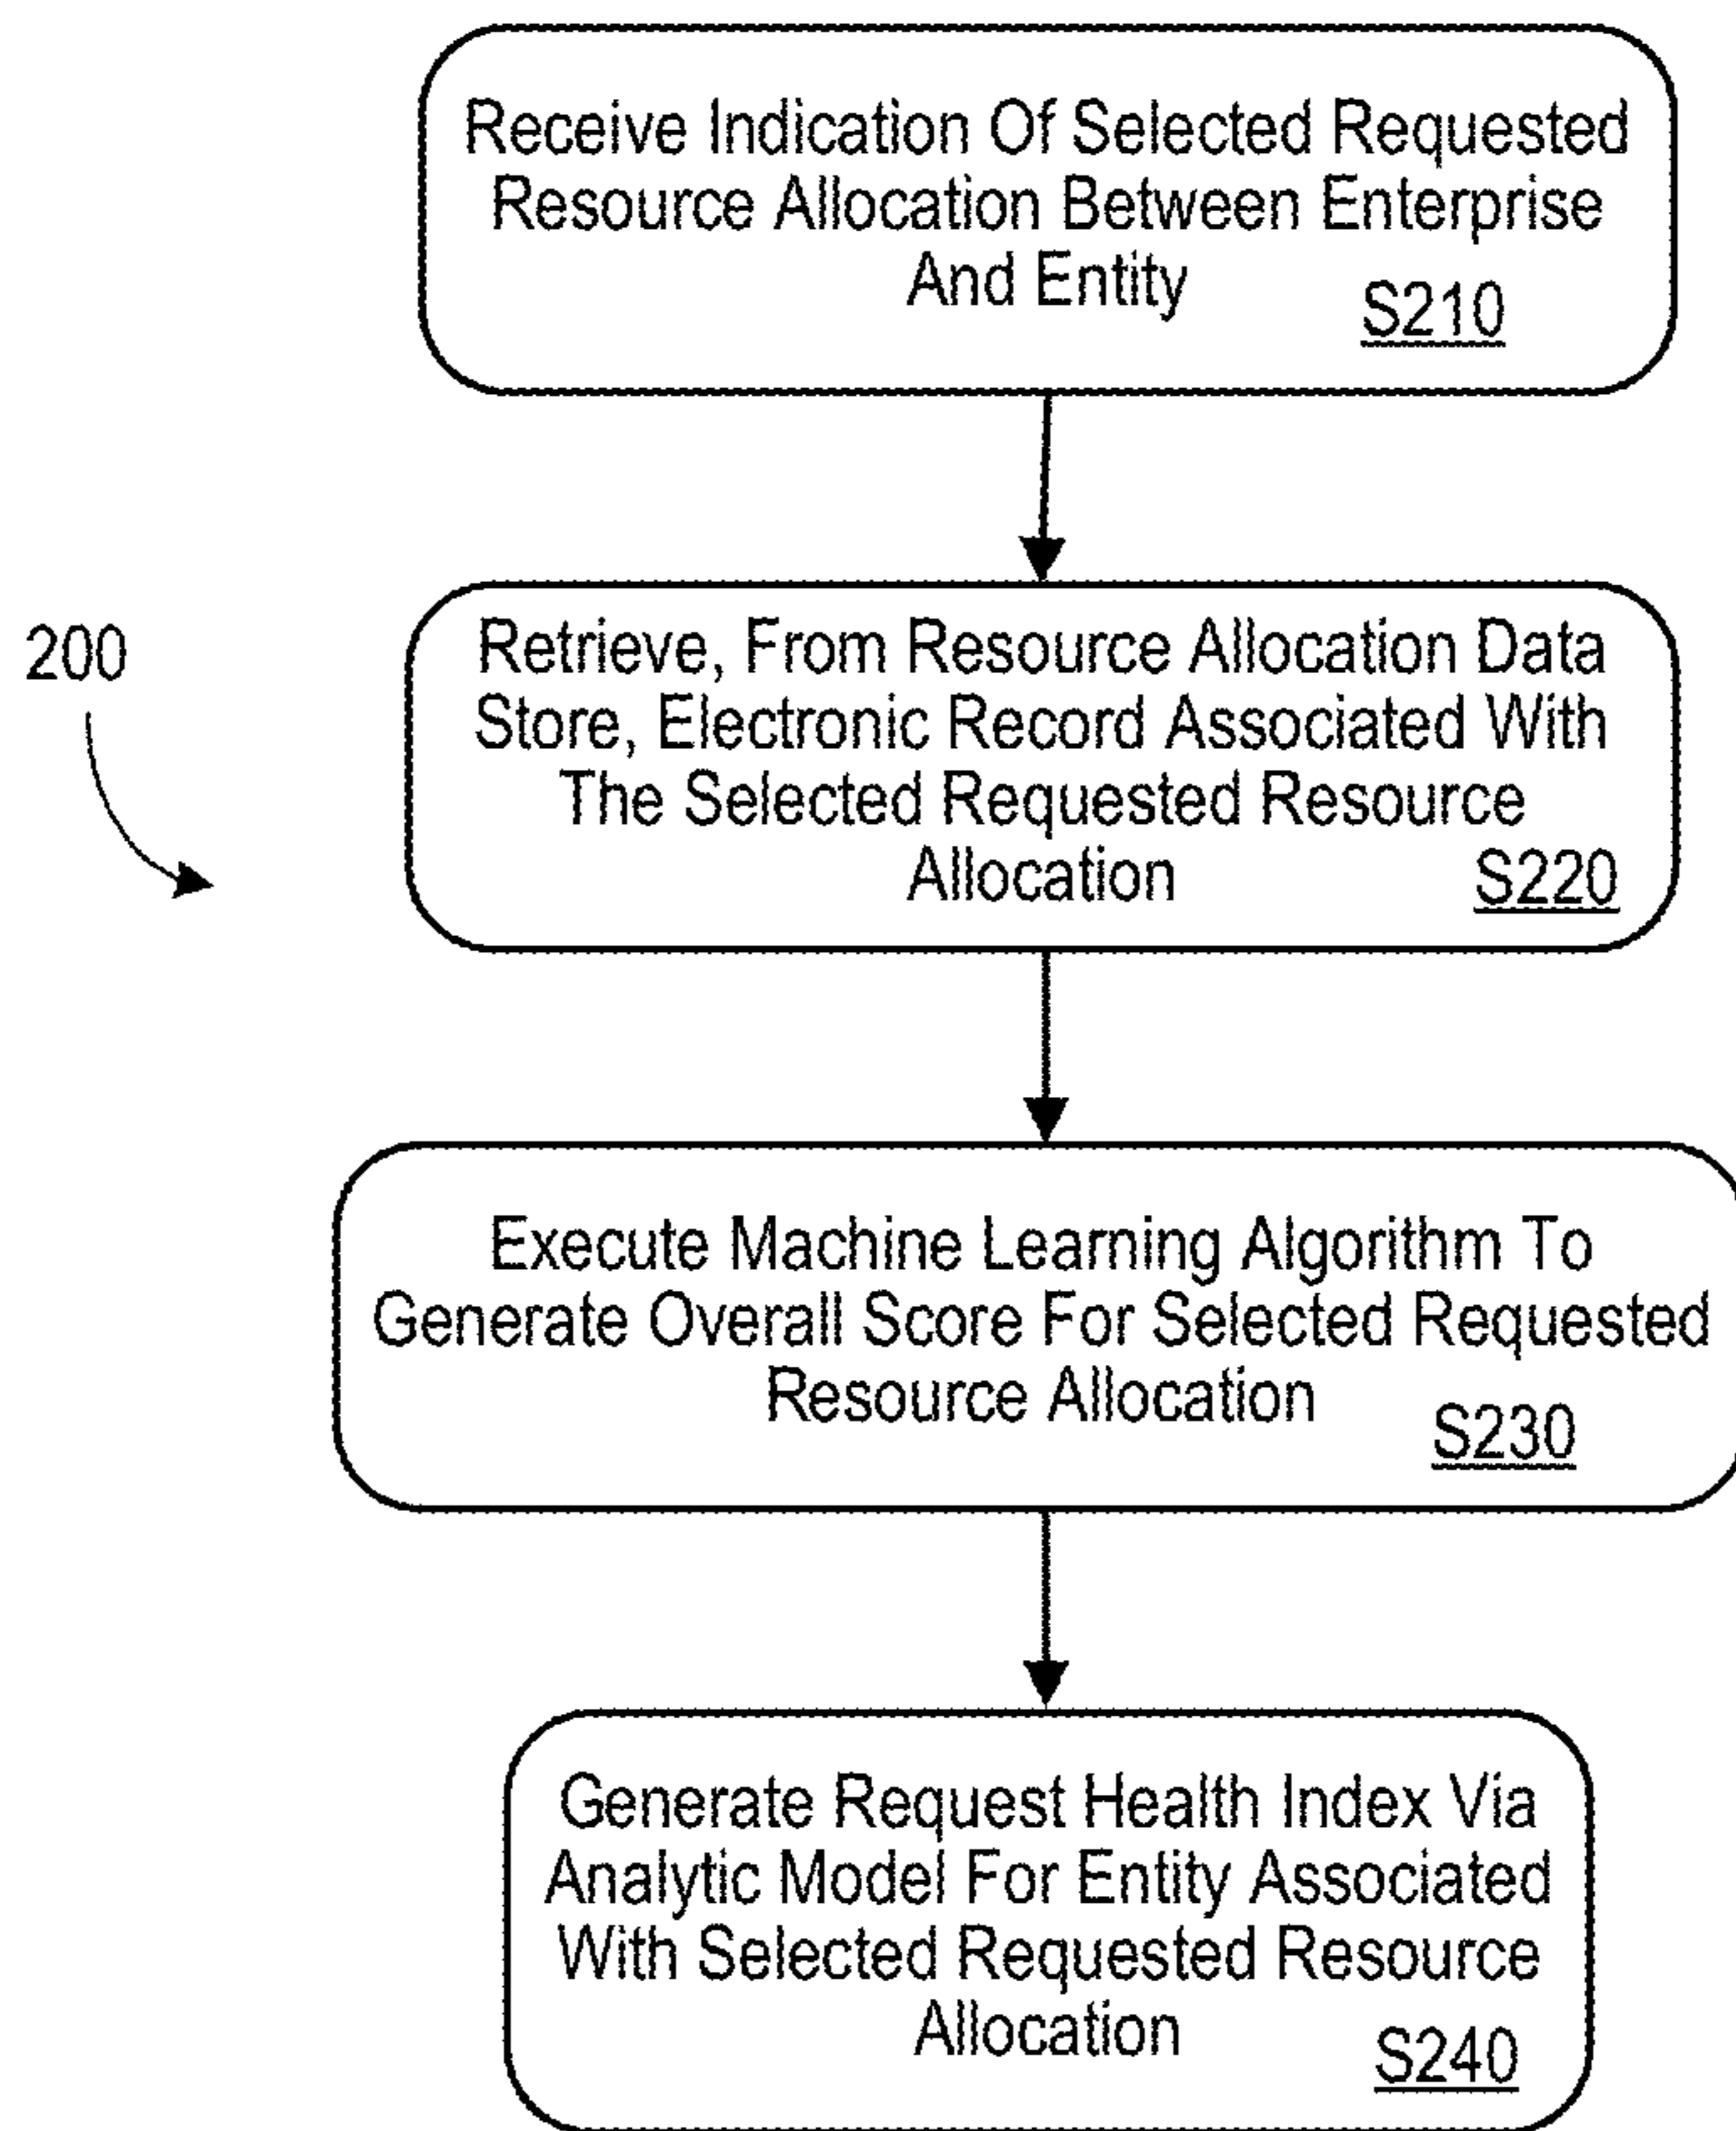 Receive Indication Of Selected Requested
Resource Allocation Between Enterprise
And Entity
S210
200
Retrieve, From Resource Allocation Data
Store, Electronic Record Associated With
The Selected Requested Resource
Allocation
S220
Execute Machine Learning Algorithm To
Generate Overall Score For Selected Requested
Resource Allocation
S230
Generate Request Health Index Via
Analytic Model For Entity Associated
With Selected Requested Resource
Allocation
S240